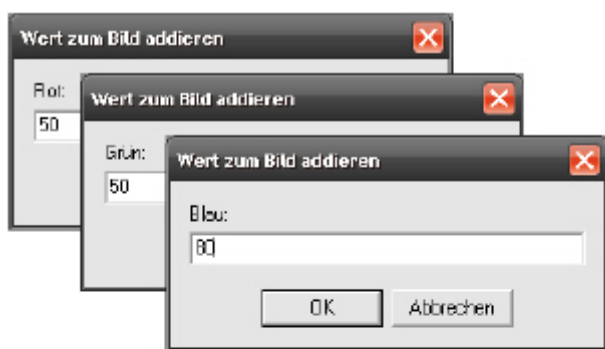 Wert zum Bild addieren
Rot:
50
Wert zum Bild addieren
Grün:
50
Wert zum Bild addieren
Blau:
80
OK
Abbrechen